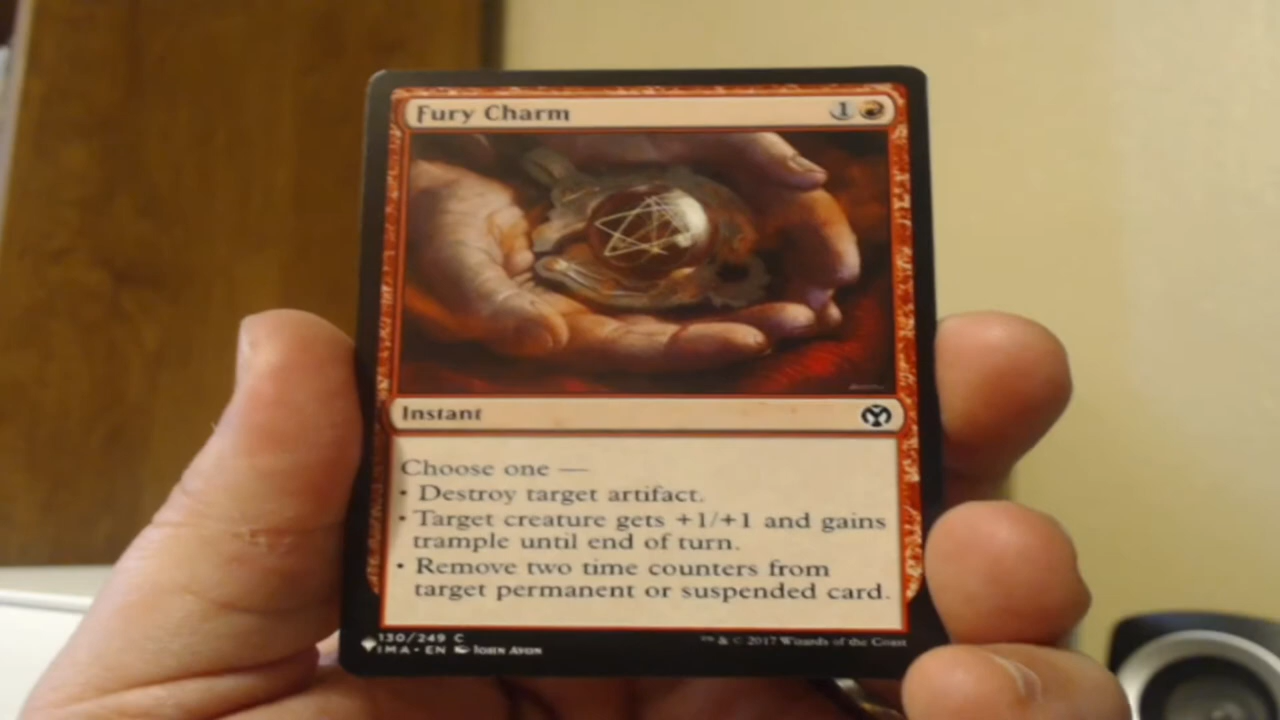 Fury Charm 1
Instant
Choose one —
• Destroy target artifact.
• Target creature gets +1/+1 and gains
trample until end of turn.
• Remove two time counters from
target permanent or suspended card.
130/249 C
IMA • EN John Avon
™ & © 2017 Wizards of the Coast